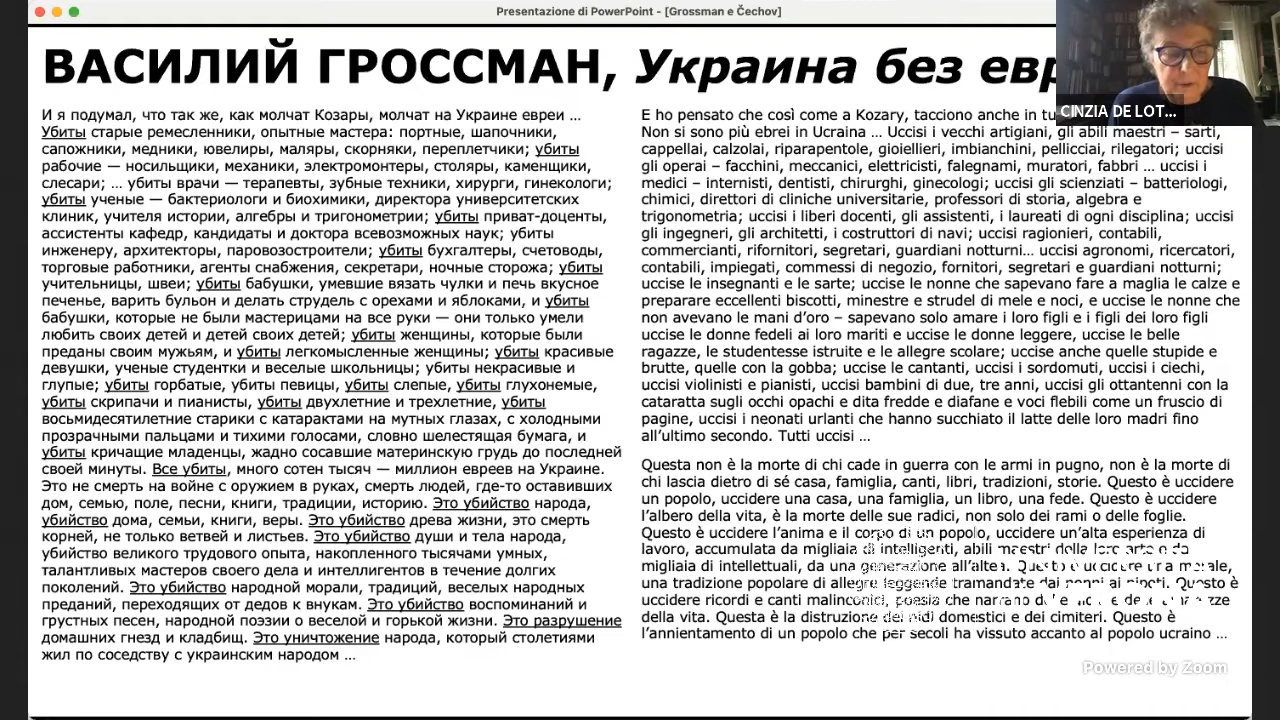 Presentazione di PowerPoint - [Grossman e Čechov]
ВАСИЛИЙ ГРОССМАН, Украина без евр
CINZIA DE LOT...
И я подумал, что так же, как молчат Козары, молчат на Украине евреи ...
Убиты старые ремесленники, опытные мастера: портные, шапочники,
сапожники, медники, ювелиры, маляры, скорняки, переплетчики; убиты
рабочие — носильщики, механики, электромонтеры, столяры, каменщики,
слесари; ... убиты врачи — терапевты, зубные техники, хирурги, гинекологи;
убиты ученые — бактериологи и биохимики, директора университетских
клиник, учителя истории, алгебры и тригонометрии; убиты приват-доценты,
ассистенты кафедр, кандидаты и доктора всевозможных наук; убиты
инженеру, архитекторы, паровозостроители; убиты бухгалтеры, счетоводы,
торговые работники, агенты снабжения, секретари, ночные сторожа; убиты
учительницы, швеи; убиты бабушки, умевшие вязать чулки и печь вкусное
печенье, варить бульон и делать струдель с орехами и яблоками, и убиты
бабушки, которые не были мастерицами на все руки — они только умели
любить своих детей и детей своих детей; убиты женщины, которые были
преданы своим мужьям, и убиты легкомысленные женщины; убиты красивые
девушки, ученые студентки и веселые школьницы; убиты некрасивые и
глупые; убиты горбатые, убиты певицы, убиты слепые, убиты глухонемые,
убиты скрипачи и пианисты, убиты двухлетние и трехлетние, убиты
восьмидесятилетние старики с катарактами на мутных глазах, с холодными
прозрачными пальцами и тихими голосами, словно шелестящая бумага, и
убиты кричащие младенцы, жадно сосавшие материнскую грудь до последней
своей минуты. Все убиты, много сотен тысяч — миллион евреев на Украине.
Это не смерть на войне с оружием в руках, смерть людей, где-то оставивших
дом, семью, поле, песни, книги, традиции, историю. Это убийство народа,
убийство дома, семьи, книги, веры. Это убийство древа жизни, это смерть
корней, не только ветвей и листьев. Это убийство души и тела народа,
убийство великого трудового опыта, накопленного тысячами умных,
талантливых мастеров своего дела и интеллигентов в течение долгих
поколений. Это убийство народной морали, традиций, веселых народных
преданий, переходящих от дедов к внукам. Это убийство воспоминаний и
грустных песен, народной поэзии о веселой и горькой жизни. Это разрушение
домашних гнезд и кладбищ. Это уничтожение народа, который столетиями
жил по соседству с украинским народом ...
E ho pensato che così come a Kozary, tacciono anche in tu
Non si sono più ebrei in Ucraina ... Uccisi i vecchi artigiani, gli abili maestri – sarti,
cappellai, calzolai, riparapentole, gioiellieri, imbianchini, pellicciai, rilegatori; uccisi
gli operai – facchini, meccanici, elettricisti, falegnami, muratori, fabbri ... uccisi i
medici – internisti, dentisti, chirurghi, ginecologi; uccisi gli scienziati – batteriologi,
chimici, direttori di cliniche universitarie, professori di storia, algebra e
trigonometria; uccisi i liberi docenti, gli assistenti, i laureati di ogni disciplina; uccisi
gli ingegneri, gli architetti, i costruttori di navi; uccisi ragionieri, contabili,
commercianti, rifornitori, segretari, guardiani notturni... uccisi agronomi, ricercatori,
contabili, impiegati, commessi di negozio, fornitori, segretari e guardiani notturni;
uccise le insegnanti e le sarte; uccise le nonne che sapevano fare a maglia le calze e
preparare eccellenti biscotti, minestre e strudel di mele e noci, e uccise le nonne che
non avevano le mani d’oro – sapevano solo amare i loro figli e i figli dei loro figli
uccise le donne fedeli ai loro mariti e uccise le donne leggere, uccise le belle
ragazze, le studentesse istruite e le allegre scolare; uccise anche quelle stupide e
brutte, quelle con la gobba; uccise le cantanti, uccisi i sordomuti, uccisi i ciechi,
uccisi violinisti e pianisti, uccisi bambini di due, tre anni, uccisi gli ottantenni con la
cataratta sugli occhi opachi e dita fredde e diafane e voci flebili come un fruscio di
pagine, uccisi i neonati urlanti che hanno succhiato il latte delle loro madri fino
all’ultimo secondo. Tutti uccisi ...
Questa non è la morte di chi cade in guerra con le armi in pugno, non è la morte di
chi lascia dietro di sé casa, famiglia, canti, libri, tradizioni, storie. Questo è uccidere
un popolo, uccidere una casa, una famiglia, un libro, una fede. Questo è uccidere
l’albero della vita, è la morte delle sue radici, non solo dei rami o delle foglie.
Questo è uccidere l’anima e il corpo di un popolo, uccidere un’alta esperienza di
lavoro, accumulata da migliaia di intelligenti, abili maestri della loro arte e da
migliaia di intellettuali, da una generazione all’altra. Questo è uccidere una morale,
una tradizione popolare di allegre leggende tramandate dai nonni ai nipoti. Questo è
uccidere ricordi e canti malinconici, poesia che narrano
della vita. Questa è la distruzione domestici e dei cimiteri. Questo è
l’annientamento di un popolo che per secoli ha vissuto accanto al popolo ucraino ...
Powered by Zoom